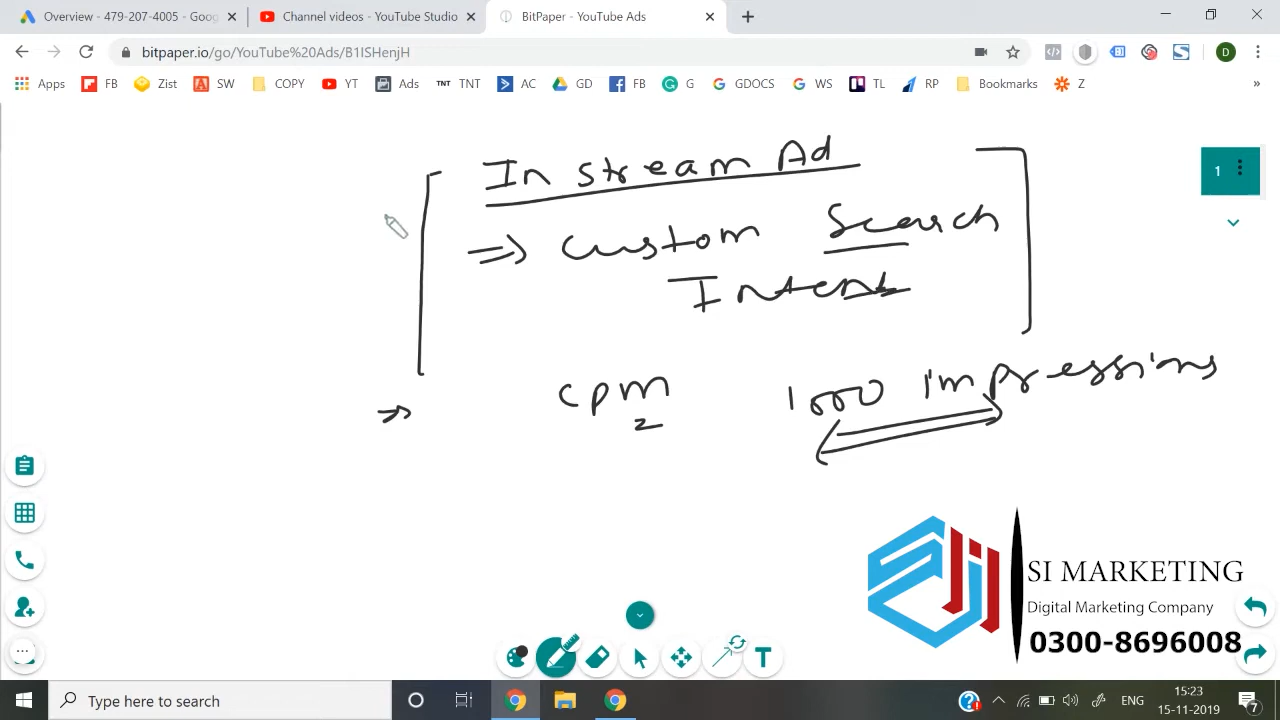 Overview - 479-207-4005 - Goog
Channel videos - YouTube Studio
BitPaper - YouTube Ads
bitpaper.io/go/YouTube%20Ads/B1ISHenjH
D
Apps FB Zist SW COPY YT Ads TNT TNT AC GD FB G GDOCS WS TL RP Bookmarks Z »
In stream Ad
1
=> Custom Search
Intent
cpm 1000 impressions
SI MARKETING
Digital Marketing Company
0300-8696008
T
Type here to search
ENG
15:23
15-11-2019
7